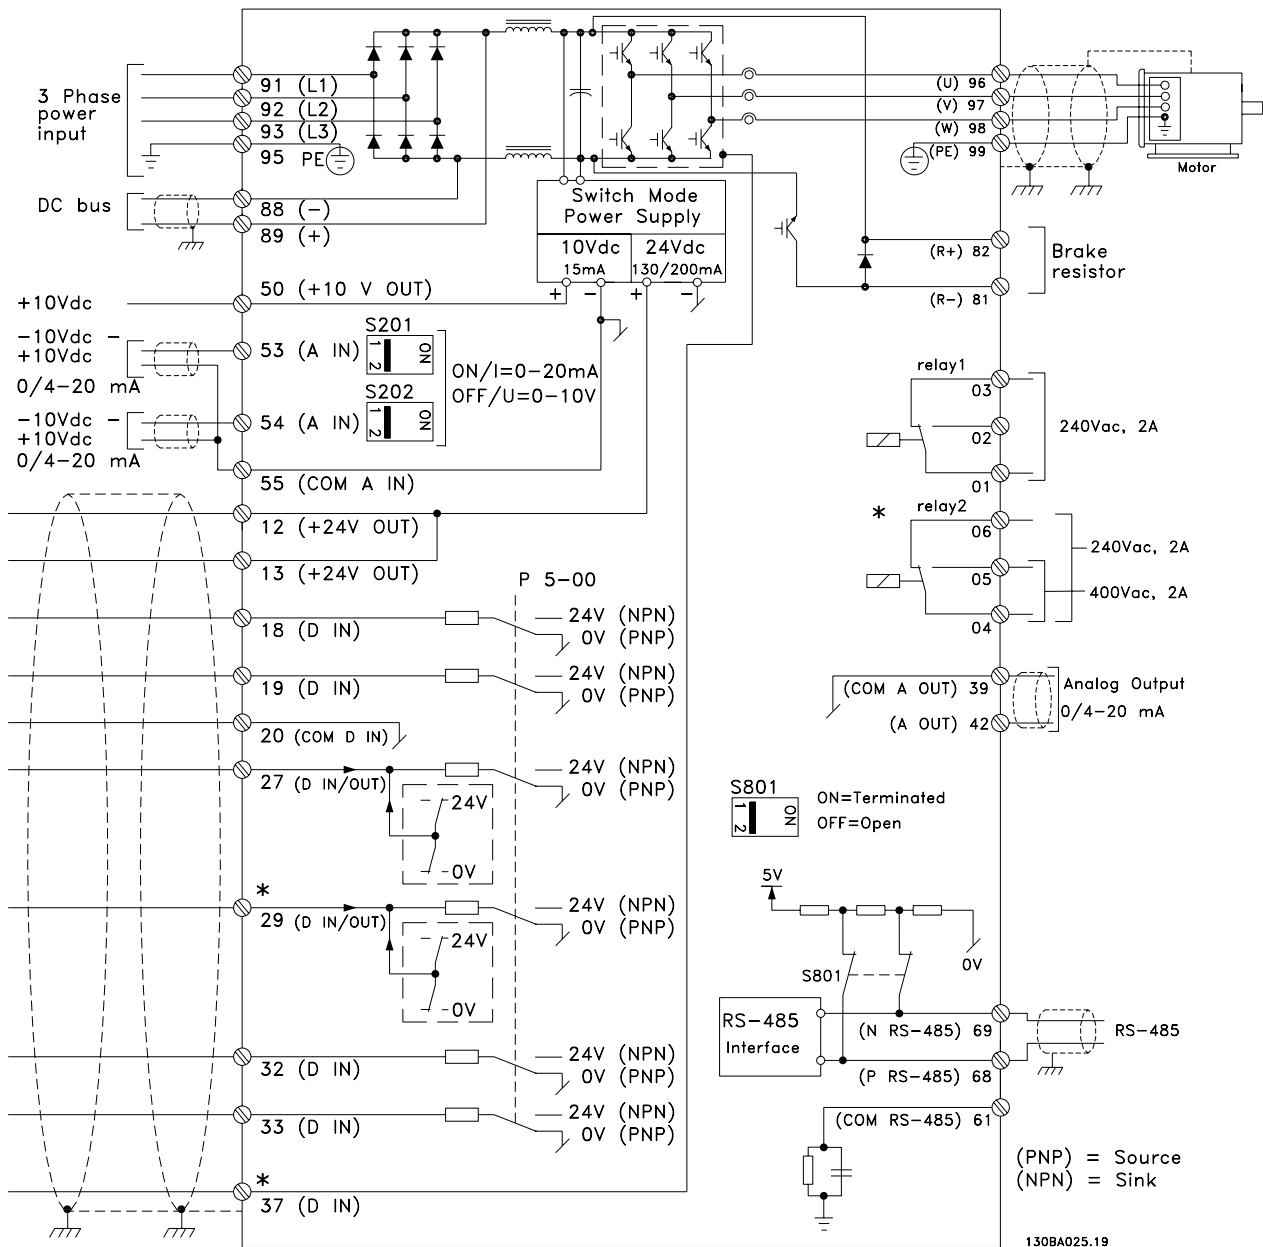 3 Phase
power
input
91 (L1)
92 (L2)
93 (L3)
95 PE
DC bus
88 (−)
89 (+)
Switch Mode
Power Supply
10Vdc
15mA
24Vdc
130/200mA
+ − + −
(U) 96
(V) 97
(W) 98
(PE) 99
Motor
(R+) 82
(R−) 81
Brake
resistor
+10Vdc
50 (+10 V OUT)
−10Vdc −
+10Vdc
0/4−20 mA
53 (A IN)
S201
1 2 ON
−10Vdc −
+10Vdc
0/4−20 mA
54 (A IN)
S202
1 2 ON
ON/I=0−20mA
OFF/U=0−10V
55 (COM A IN)
12 (+24V OUT)
13 (+24V OUT)
P 5−00
18 (D IN)
24V (NPN)
0V (PNP)
19 (D IN)
24V (NPN)
0V (PNP)
20 (COM D IN)
27 (D IN/OUT)
24V (NPN)
0V (PNP)
24V
0V
*
29 (D IN/OUT)
24V (NPN)
0V (PNP)
24V
0V
32 (D IN)
24V (NPN)
0V (PNP)
33 (D IN)
24V (NPN)
0V (PNP)
*
37 (D IN)
relay1
03
02
01
240Vac, 2A
*
relay2
06
05
04
240Vac, 2A
400Vac, 2A
(COM A OUT) 39
(A OUT) 42
Analog Output
0/4−20 mA
S801
1 2 ON
ON=Terminated
OFF=Open
5V
0V
S801
RS−485
Interface
(N RS−485) 69
(P RS−485) 68
RS−485
(COM RS−485) 61
(PNP) = Source
(NPN) = Sink
130BA025.19